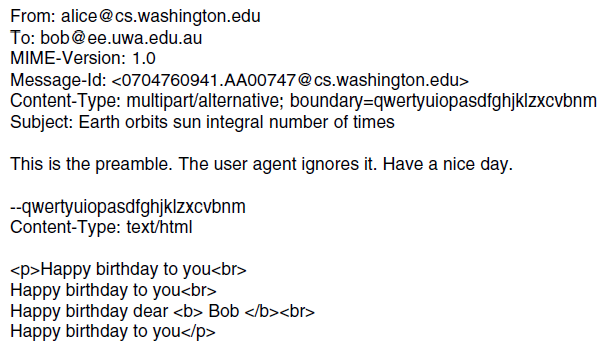 From: alice@cs.washington.edu
To: bob@ee.uwa.edu.au
MIME-Version: 1.0
Message-Id: <0704760941.AA00747@cs.washington.edu>
Content-Type: multipart/alternative; boundary=qwertyuiopasdfghjklzxcvbnm
Subject: Earth orbits sun integral number of times

This is the preamble. The user agent ignores it. Have a nice day.

--qwertyuiopasdfghjklzxcvbnm
Content-Type: text/html

<p>Happy birthday to you<br>
Happy birthday to you<br>
Happy birthday dear <b> Bob </b><br>
Happy birthday to you</p>